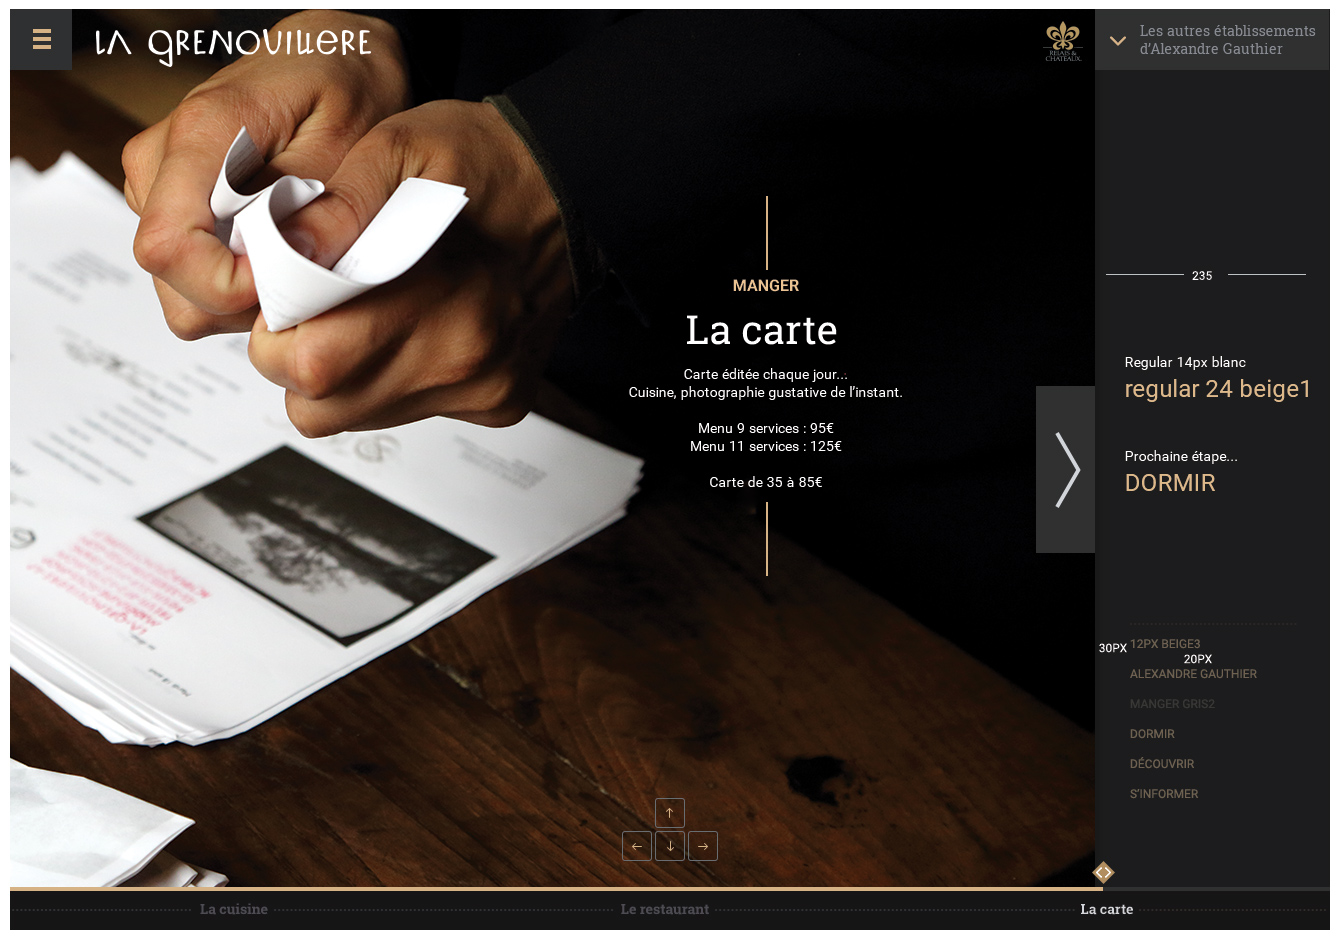 LA GRENOUILLERE
RELAIS &
CHATEAUX
Les autres établissements
d'Alexandre Gauthier
235
MANGER
La carte
Carte éditée chaque jour...
Cuisine, photographie gustative de l'instant.
Menu 9 services : 95€
Menu 11 services : 125€
Carte de 35 à 85€
Regular 14px blanc
regular 24 beige1
Prochaine étape...
DORMIR
30PX
12PX BEIGE3
20PX
ALEXANDRE GAUTHIER
MANGER GRIS2
DORMIR
DÉCOUVRIR
S'INFORMER
La cuisine
Le restaurant
La carte